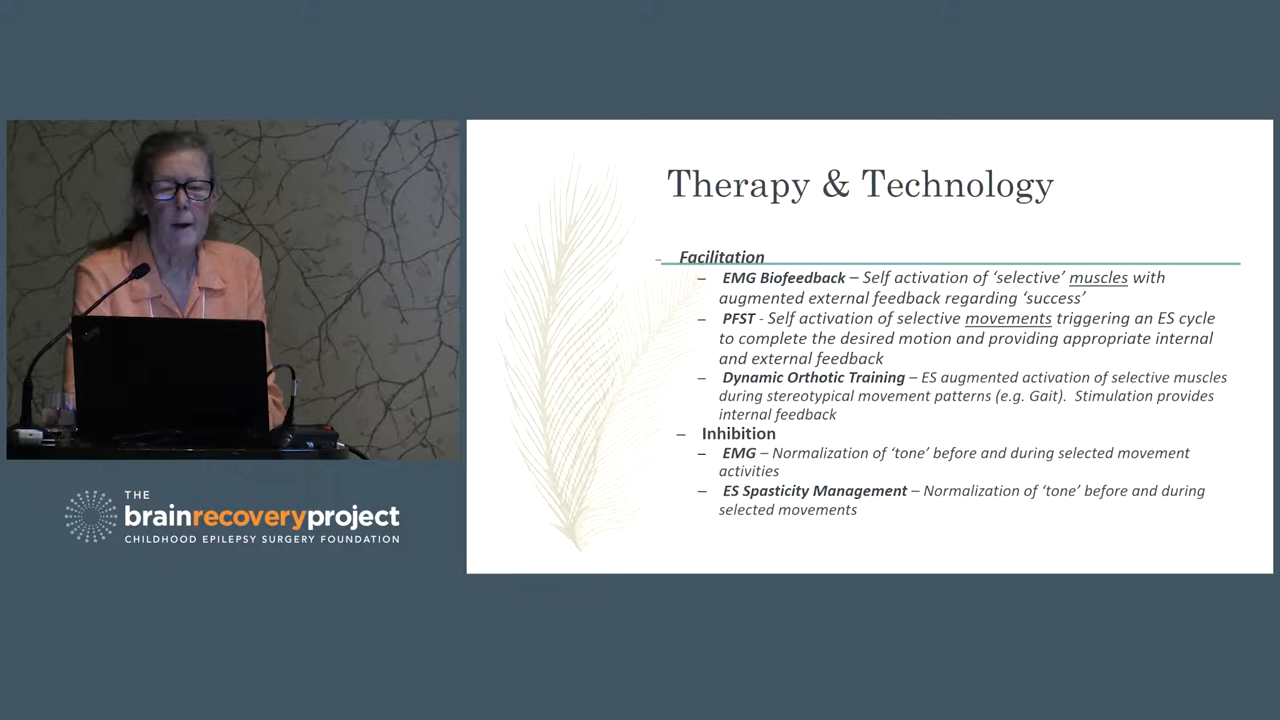 Therapy & Technology
– Facilitation
– EMG Biofeedback – Self activation of ‘selective’ muscles with
augmented external feedback regarding ‘success’
– PFST - Self activation of selective movements triggering an ES cycle
to complete the desired motion and providing appropriate internal
and external feedback
– Dynamic Orthotic Training – ES augmented activation of selective muscles
during stereotypical movement patterns (e.g. Gait). Stimulation provides
internal feedback
– Inhibition
– EMG – Normalization of ‘tone’ before and during selected movement
activities
– ES Spasticity Management – Normalization of ‘tone’ before and during
selected movements
THE
brainrecoveryproject
CHILDHOOD EPILEPSY SURGERY FOUNDATION